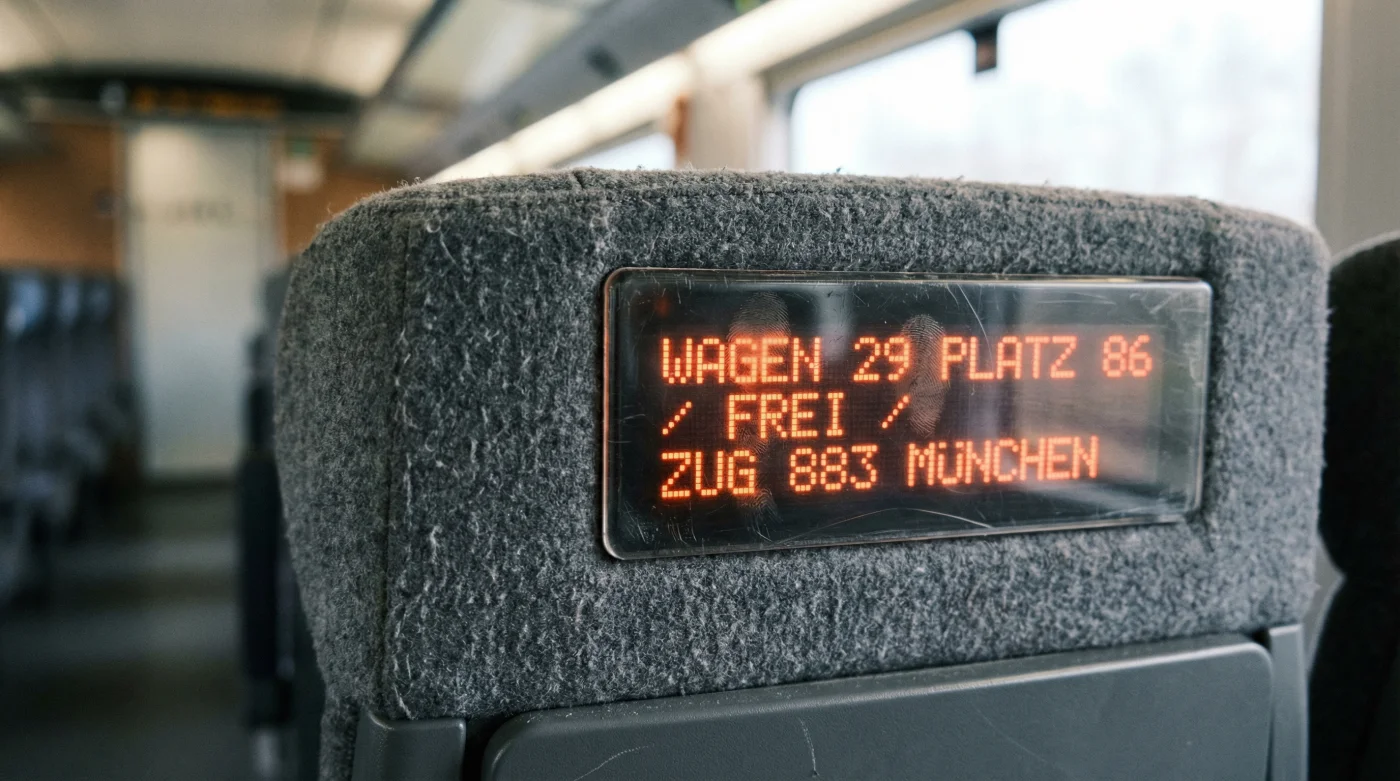 WAGEN 29 PLATZ 86
/ FREI /
ZUG 883 MÜNCHEN